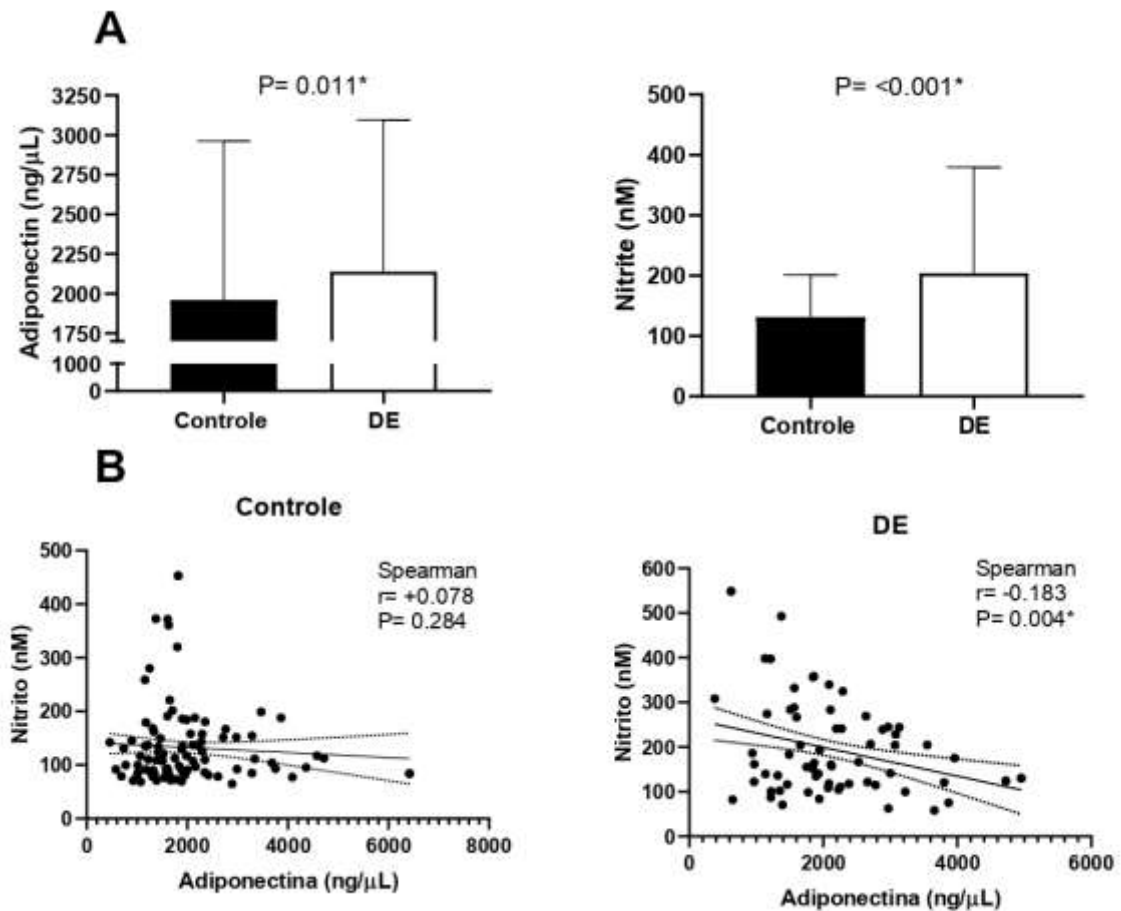 A
P= 0.011*
Adiponectin (ng/µL)
3250
3000
2750
2500
2250
2000
1750
1000
0
Controle
DE
P= <0.001*
Nitrite (nM)
500
400
300
200
100
0
Controle
DE
B
Controle
Spearman
r= +0.078
P= 0.284
Nitrito (nM)
500
400
300
200
100
0
0
2000
4000
6000
8000
Adiponectina (ng/µL)
DE
Spearman
r= -0.183
P= 0.004*
Nitrito (nM)
600
500
400
300
200
100
0
0
2000
4000
6000
Adiponectina (ng/µL)